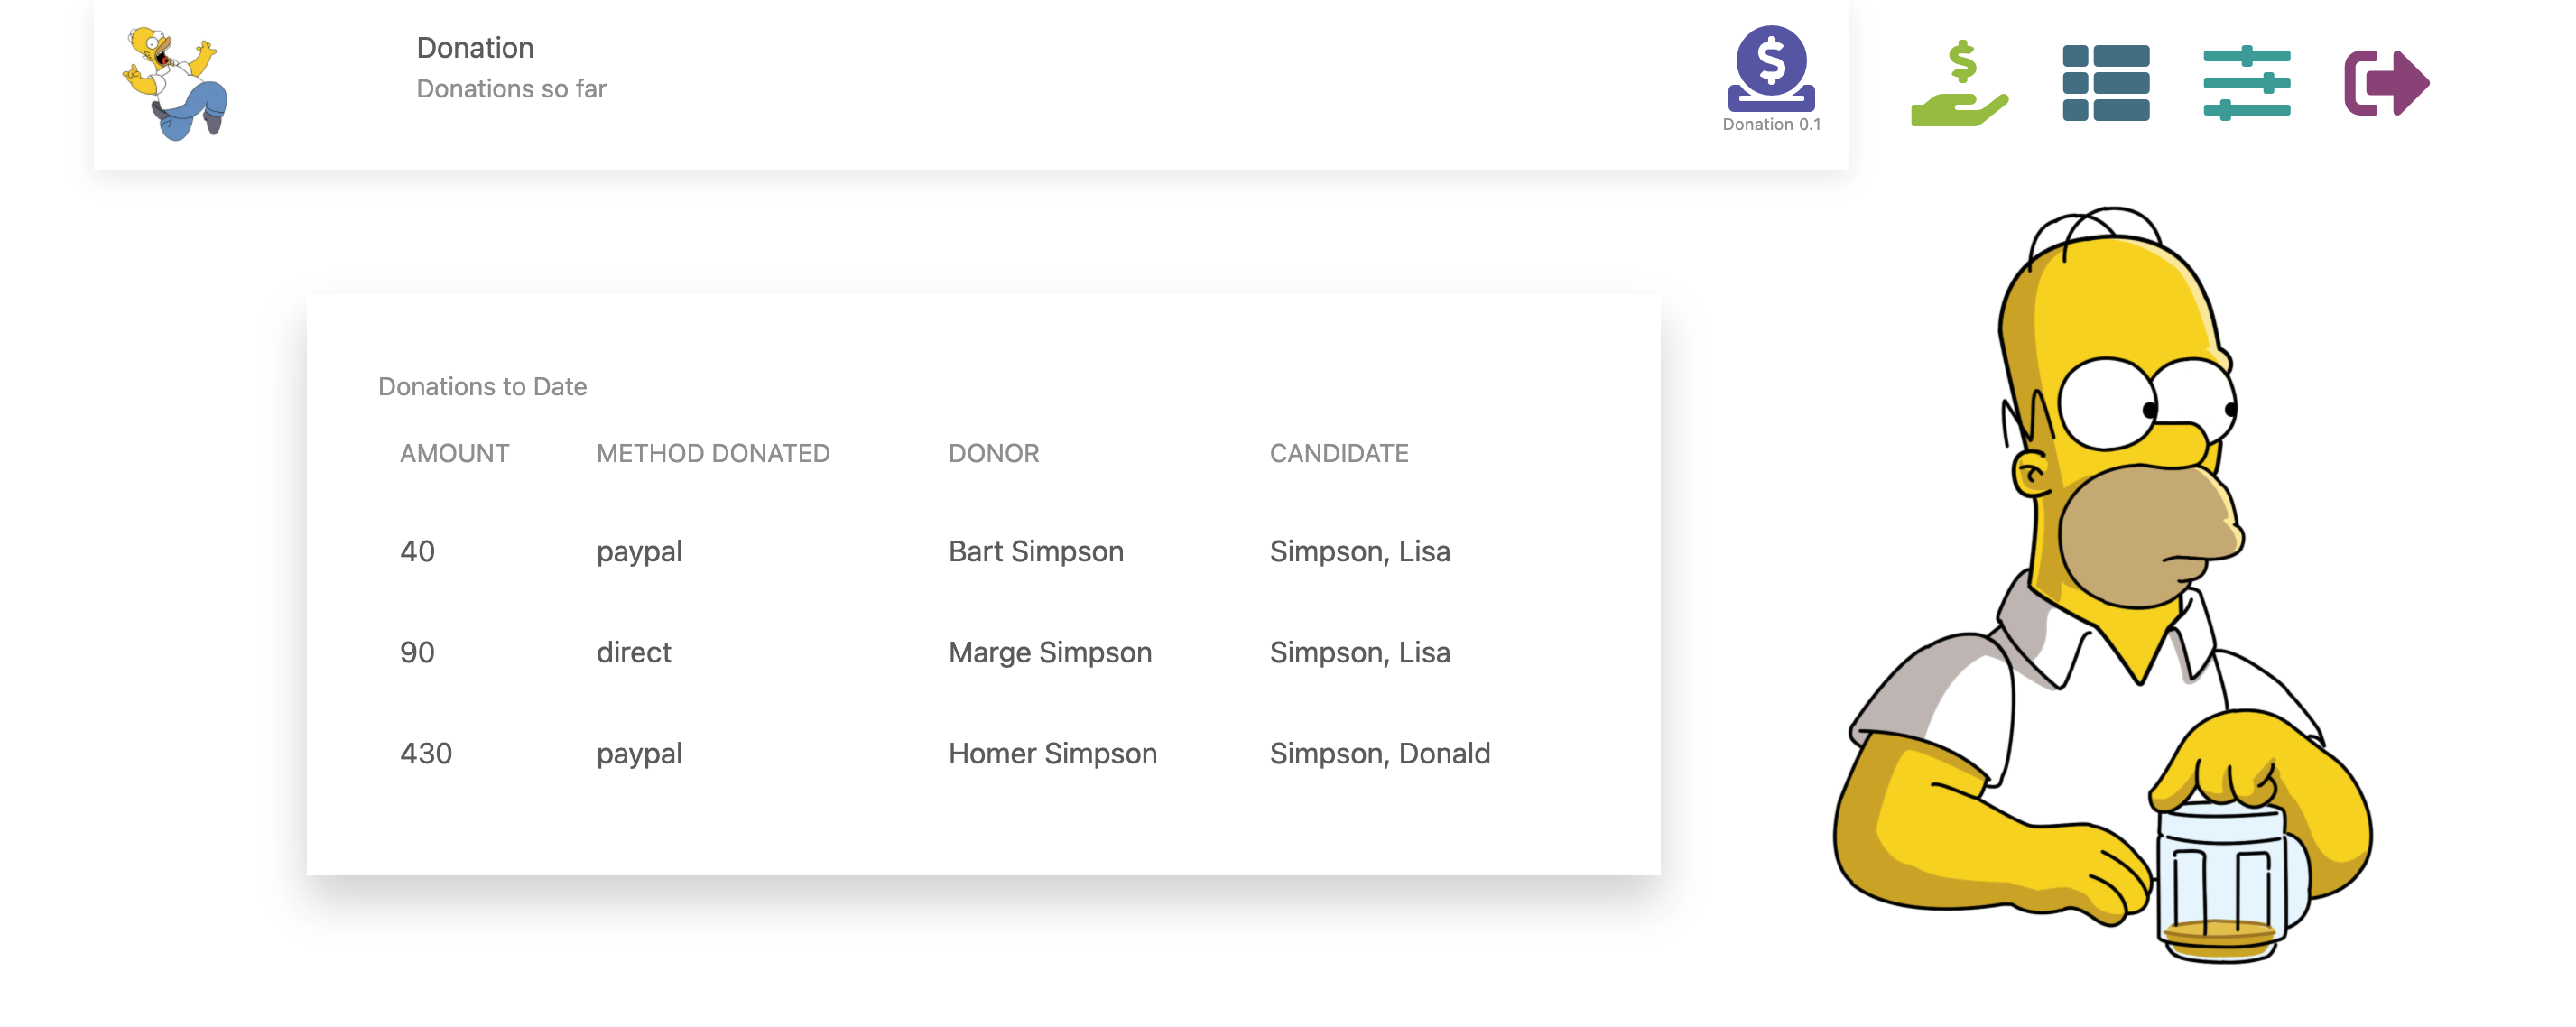 Donation
Donations so far
Donation 0.1
Donations to Date
AMOUNT METHOD DONATED DONOR CANDIDATE
40 paypal Bart Simpson Simpson, Lisa
90 direct Marge Simpson Simpson, Lisa
430 paypal Homer Simpson Simpson, Donald